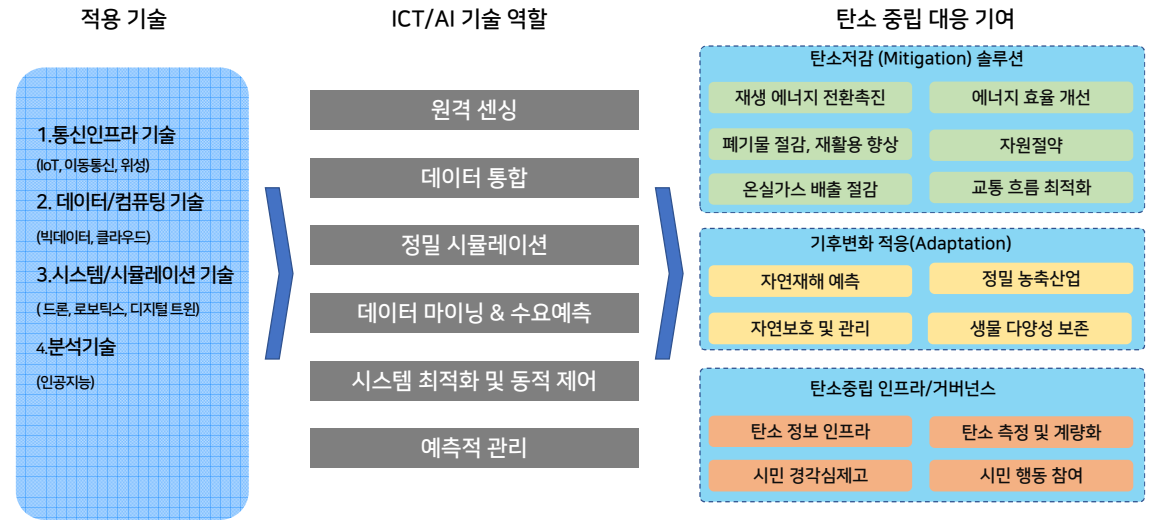 적용 기술
ICT/AI 기술 역할
탄소 중립 대응 기여
1.통신인프라 기술
(IoT, 이동통신, 위성)
2. 데이터/컴퓨팅 기술
(빅데이터, 클라우드)
3.시스템/시뮬레이션 기술
( 드론, 로보틱스, 디지털 트윈)
4.분석기술
(인공지능)
원격 센싱
데이터 통합
정밀 시뮬레이션
데이터 마이닝 & 수요예측
시스템 최적화 및 동적 제어
예측적 관리
탄소저감 (Mitigation) 솔루션
재생 에너지 전환촉진
에너지 효율 개선
폐기물 절감, 재활용 향상
자원절약
온실가스 배출 절감
교통 흐름 최적화
기후변화 적응(Adaptation)
자연재해 예측
정밀 농축산업
자연보호 및 관리
생물 다양성 보존
탄소중립 인프라/거버넌스
탄소 정보 인프라
탄소 측정 및 계량화
시민 경각심제고
시민 행동 참여